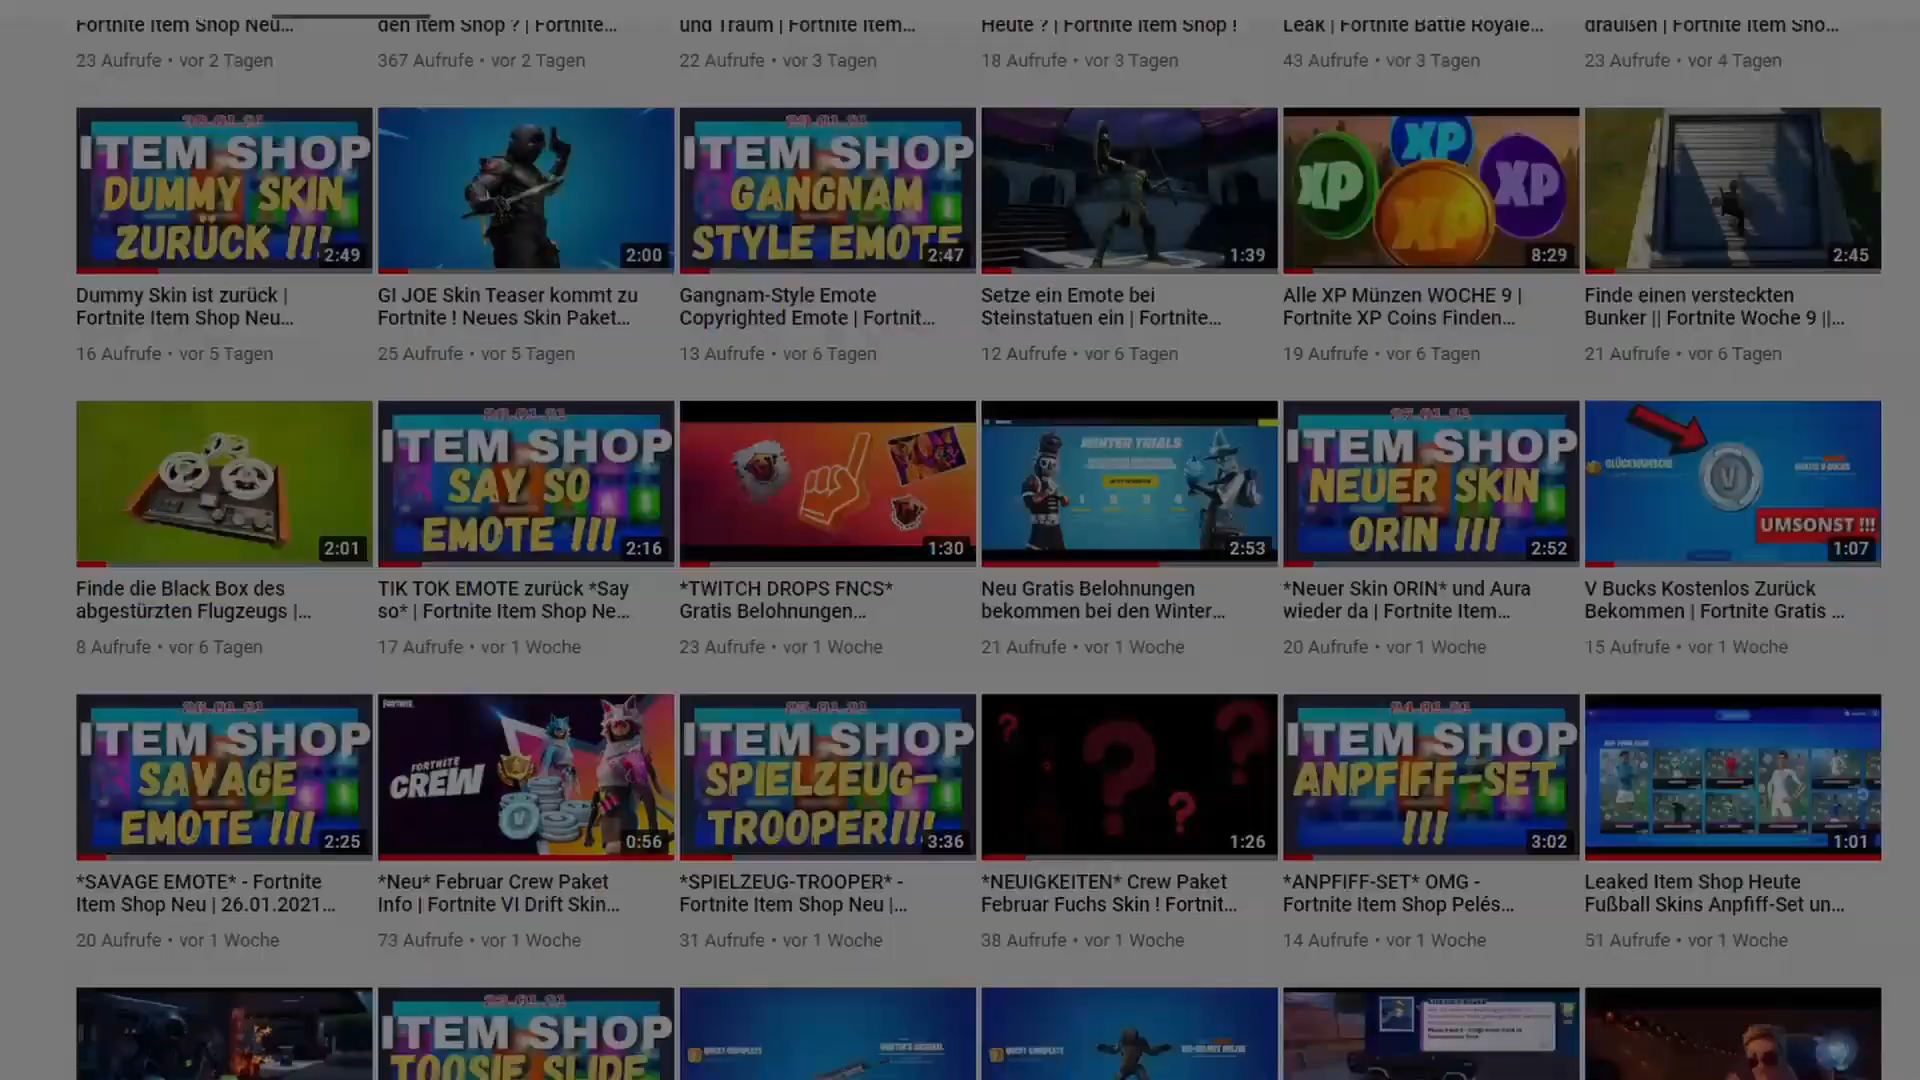 Fortnite Item Shop Neu...
den Item Shop ? | Fortnite...
und Traum | Fortnite Item...
Heute ? | Fortnite Item Shop !
Leak | Fortnite Battle Royale...
draußen | Fortnite Item Sho...
23 Aufrufe • vor 2 Tagen
367 Aufrufe • vor 2 Tagen
22 Aufrufe • vor 3 Tagen
18 Aufrufe • vor 3 Tagen
43 Aufrufe • vor 3 Tagen
23 Aufrufe • vor 4 Tagen
ITEM SHOP
DUMMY SKIN
ZURÜCK !!!
2:49
2:00
ITEM SHOP
GANGNAM
STYLE EMOTE
2:47
1:39
XP
XP
XP
XP
8:29
2:45
Dummy Skin ist zurück |
Fortnite Item Shop Neu...
16 Aufrufe • vor 5 Tagen
GI JOE Skin Teaser kommt zu
Fortnite ! Neues Skin Paket...
25 Aufrufe • vor 5 Tagen
Gangnam-Style Emote
Copyrighted Emote | Fortnit...
13 Aufrufe • vor 6 Tagen
Setze ein Emote bei
Steinstatuen ein | Fortnite...
12 Aufrufe • vor 6 Tagen
Alle XP Münzen WOCHE 9 |
Fortnite XP Coins Finden...
19 Aufrufe • vor 6 Tagen
Finde einen versteckten
Bunker || Fortnite Woche 9 ||...
21 Aufrufe • vor 6 Tagen
2:01
ITEM SHOP
SAY SO
EMOTE !!!
2:16
1:30
WINTER TRIALS
2:53
ITEM SHOP
NEUER SKIN
ORIN !!!
2:52
GLÜCKWUNSCH
V
GRATIS V-BUCKS
UMSONST !!!
1:07
Finde die Black Box des
abgestürzten Flugzeugs |...
8 Aufrufe • vor 6 Tagen
TIK TOK EMOTE zurück *Say
so* | Fortnite Item Shop Ne...
17 Aufrufe • vor 1 Woche
*TWITCH DROPS FNCS*
Gratis Belohnungen...
23 Aufrufe • vor 1 Woche
Neu Gratis Belohnungen
bekommen bei den Winter...
21 Aufrufe • vor 1 Woche
*Neuer Skin ORIN* und Aura
wieder da | Fortnite Item...
20 Aufrufe • vor 1 Woche
V Bucks Kostenlos Zurück
Bekommen | Fortnite Gratis ...
15 Aufrufe • vor 1 Woche
ITEM SHOP
SAVAGE
EMOTE !!!
2:25
FORTNITE
FORTNITE
CREW
0:56
ITEM SHOP
SPIELZEUG-
TROOPER!!!
3:36
? ? ? ?
1:26
ITEM SHOP
ANPFIFF-SET
!!!
3:02
1:01
*SAVAGE EMOTE* - Fortnite
Item Shop Neu | 26.01.2021...
20 Aufrufe • vor 1 Woche
*Neu* Februar Crew Paket
Info | Fortnite VI Drift Skin...
73 Aufrufe • vor 1 Woche
*SPIELZEUG-TROOPER* -
Fortnite Item Shop Neu |...
31 Aufrufe • vor 1 Woche
*NEUIGKEITEN* Crew Paket
Februar Fuchs Skin ! Fortnit...
38 Aufrufe • vor 1 Woche
*ANPFIFF-SET* OMG -
Fortnite Item Shop Pelés...
14 Aufrufe • vor 1 Woche
Leaked Item Shop Heute
Fußball Skins Anpfiff-Set un...
51 Aufrufe • vor 1 Woche
ITEM SHOP
TOOSIE SLIDE
QUEST COMPLETE
QUEST COMPLETE